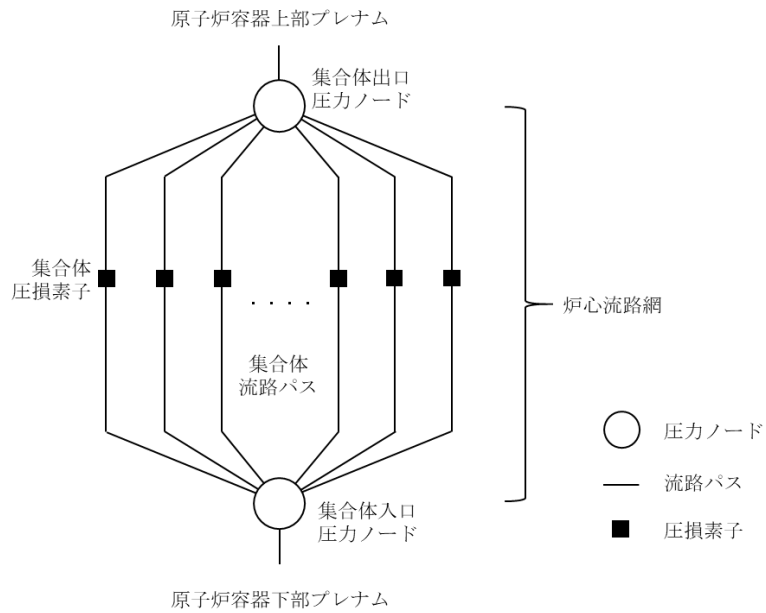 原子炉容器上部プレナム
集合体出口
圧力ノード
集合体
圧損素子
・・・・
炉心流路網
集合体
流路パス
圧力ノード
流路パス
集合体入口
圧力ノード
圧損素子
原子炉容器下部プレナム